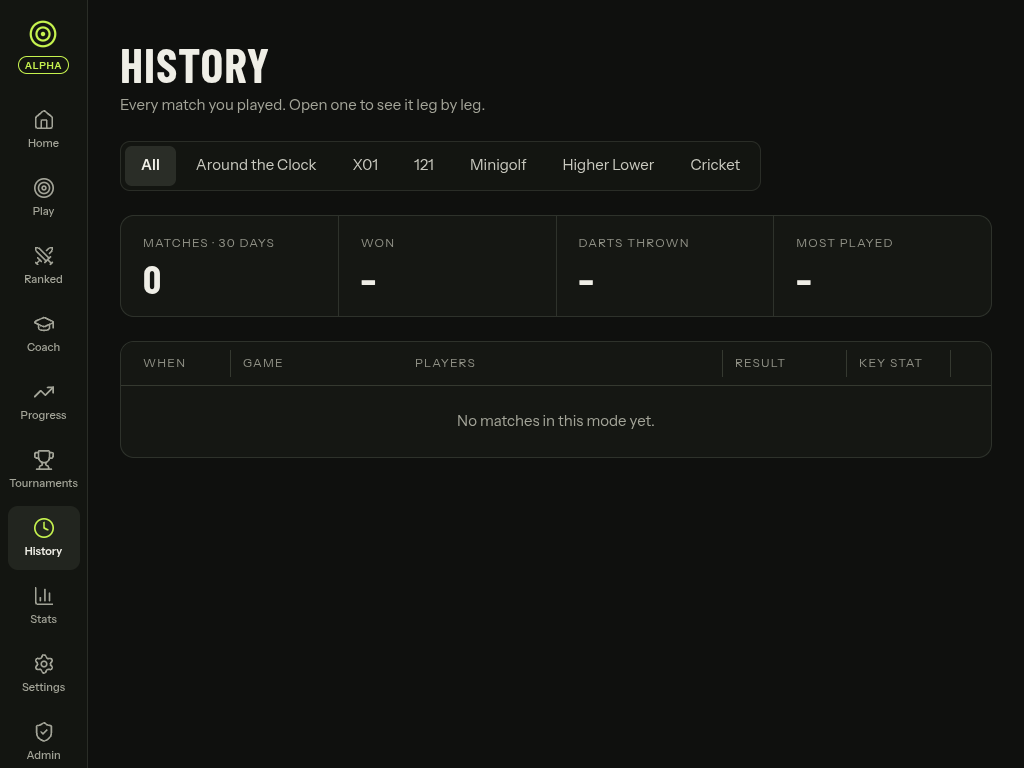 ALPHA
Home
Play
Ranked
Coach
Progress
Tournaments
History
Stats
Settings
Admin
HISTORY
Every match you played. Open one to see it leg by leg.
All Around the Clock X01 121 Minigolf Higher Lower Cricket
MATCHES · 30 DAYS WON DARTS THROWN MOST PLAYED
0 – – –
WHEN GAME PLAYERS RESULT KEY STAT
No matches in this mode yet.